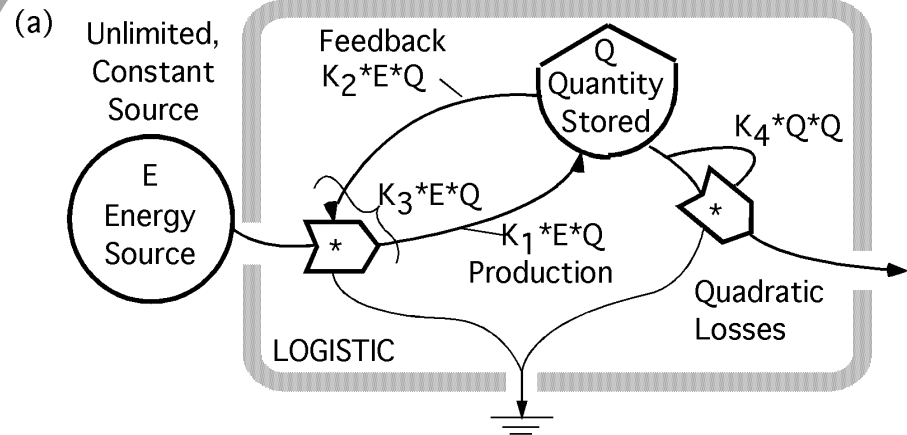 (a)
Unlimited,
Constant
Source
E
Energy
Source
Feedback
K2*E*Q
Q
Quantity
Stored
K4*Q*Q
K3*E*Q
*
*
K1*E*Q
Production
Quadratic
Losses
LOGISTIC